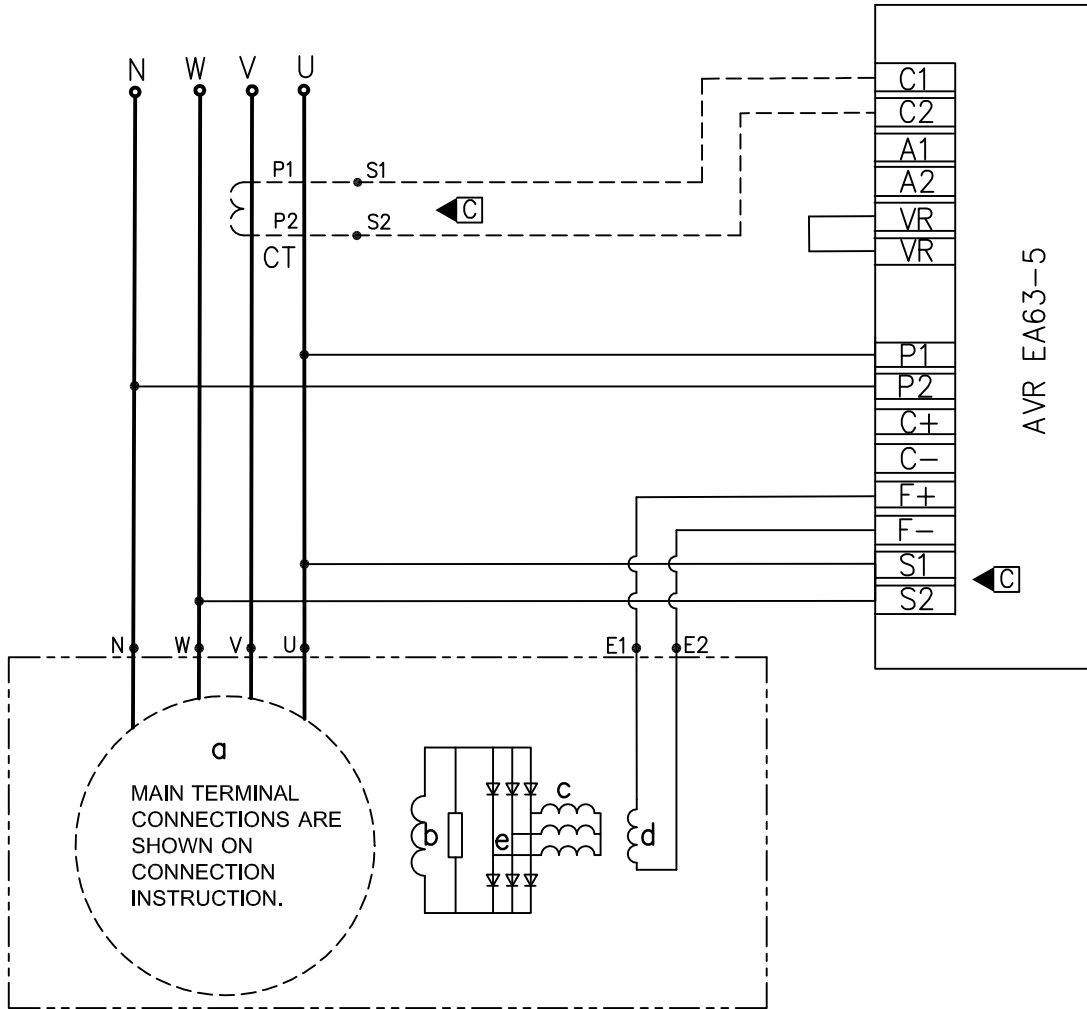 N W V U
C1
C2
A1
A2
VR
VR
P1 S1
C
P2 S2
CT
AVR EA63-5
P1
P2
C+
C-
F+
F-
S1
S2
C
N W V U E1 E2
a
MAIN TERMINAL
CONNECTIONS ARE
SHOWN ON
CONNECTION
INSTRUCTION.
b
e
c
d